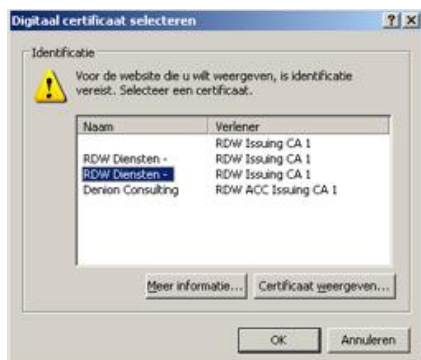 Digitaal certificaat selecteren
Identificatie
Voor de website die u wilt weergeven, is identificatie
vereist. Selecteer een certificaat.
Naam Verlener
RDW Issuing CA 1
RDW Diensten - RDW Issuing CA 1
RDW Diensten - RDW Issuing CA 1
Denion Consulting RDW ACC Issuing CA 1
Meer informatie... Certificaat weergeven...
OK Annuleren